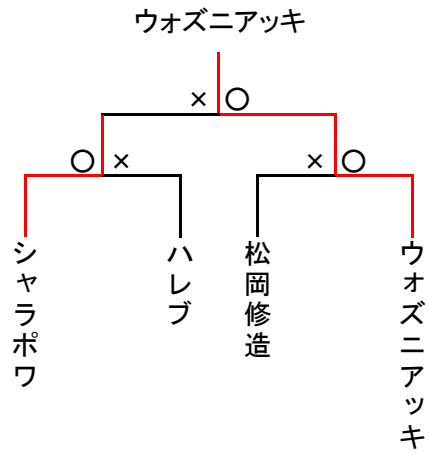 ウォズニアッキ
× ○
○ × × ○
シャラポワ
ハレブ
松岡修造
ウォズニアッキ